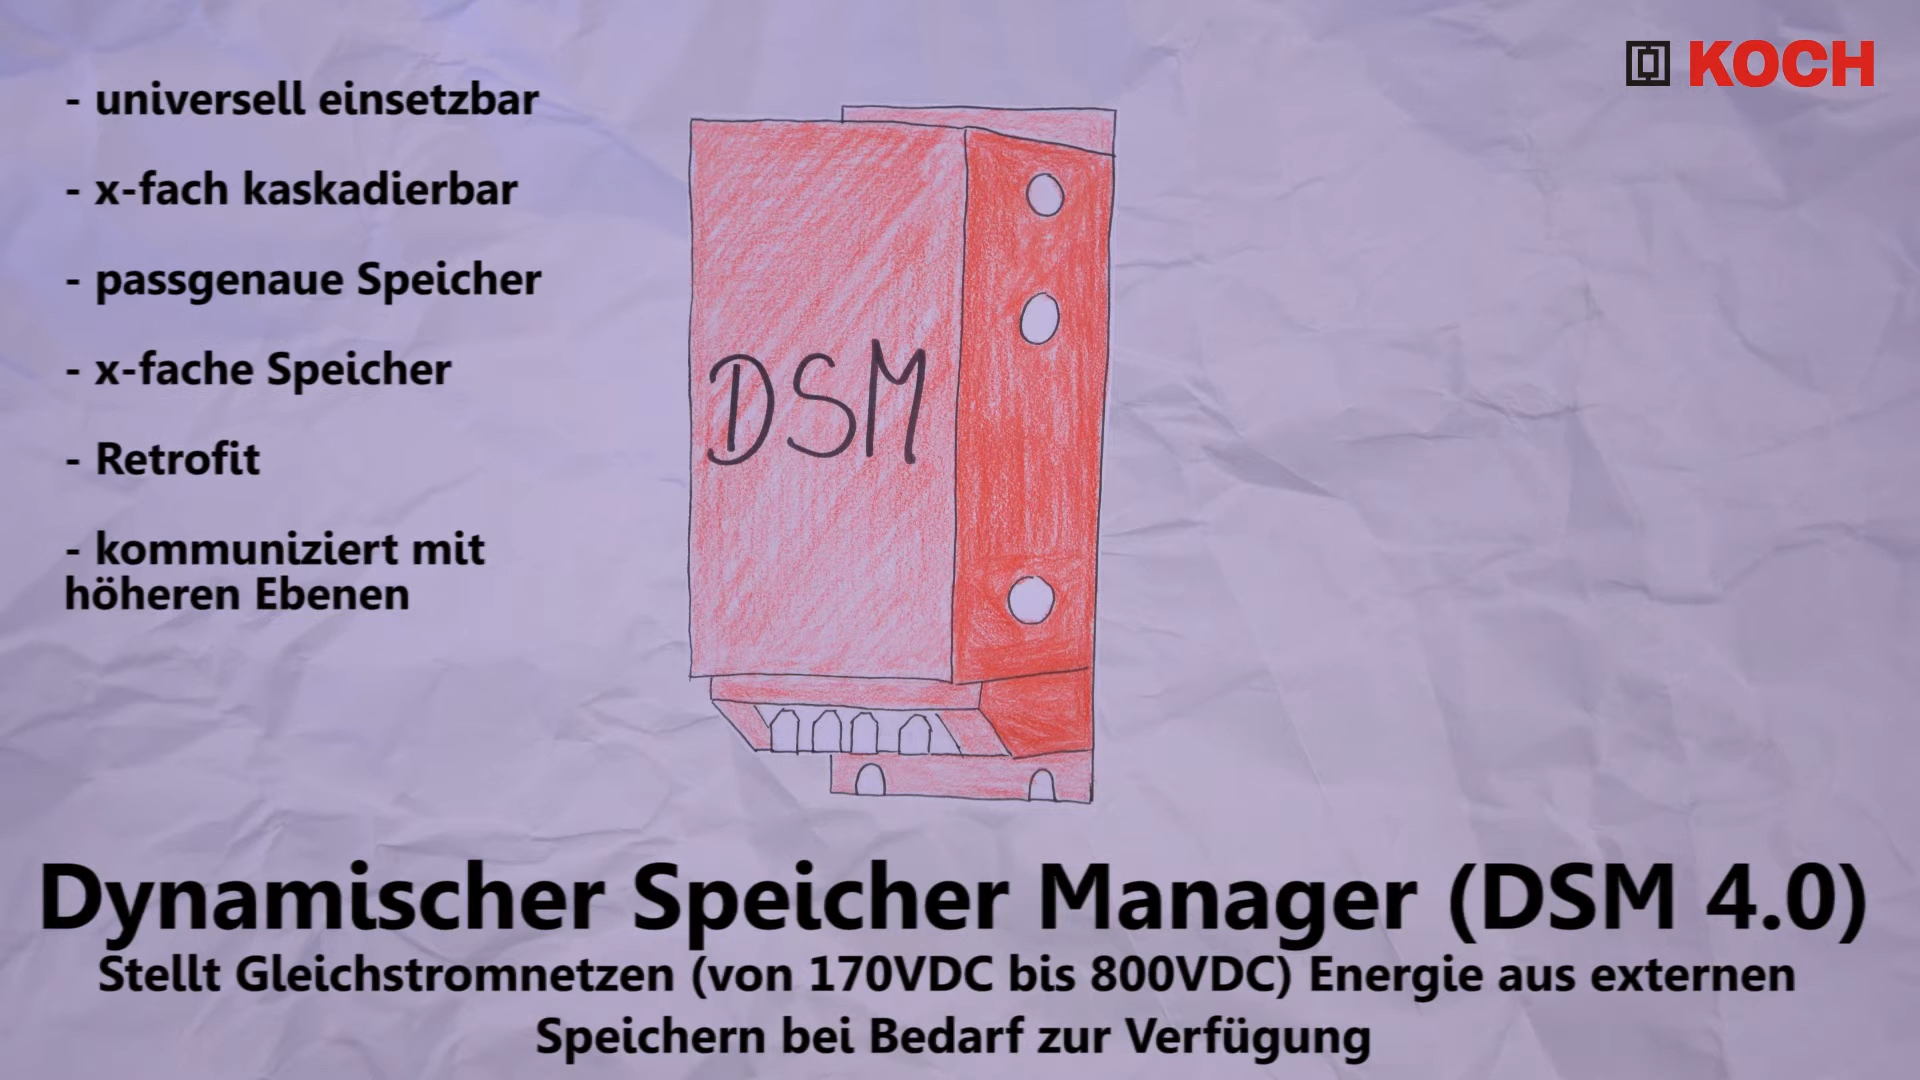 KOCH
- universell einsetzbar
- x-fach kaskadierbar
- passgenaue Speicher
- x-fache Speicher
- Retrofit
- kommuniziert mit
höheren Ebenen
DSM
Dynamischer Speicher Manager (DSM 4.0)
Stellt Gleichstromnetzen (von 170VDC bis 800VDC) Energie aus externen
Speichern bei Bedarf zur Verfügung